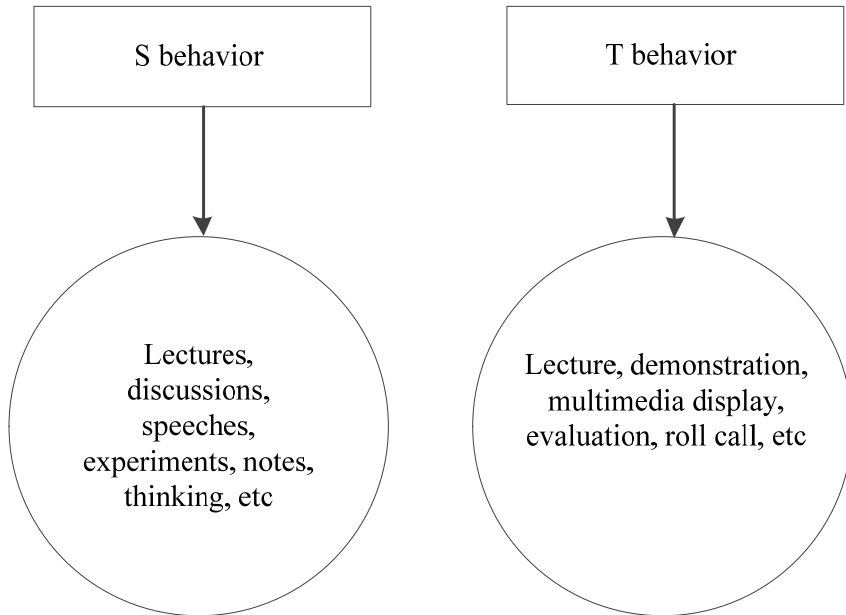 S behavior
T behavior
Lectures,
discussions,
speeches,
experiments, notes,
thinking, etc
Lecture, demonstration,
multimedia display,
evaluation, roll call, etc